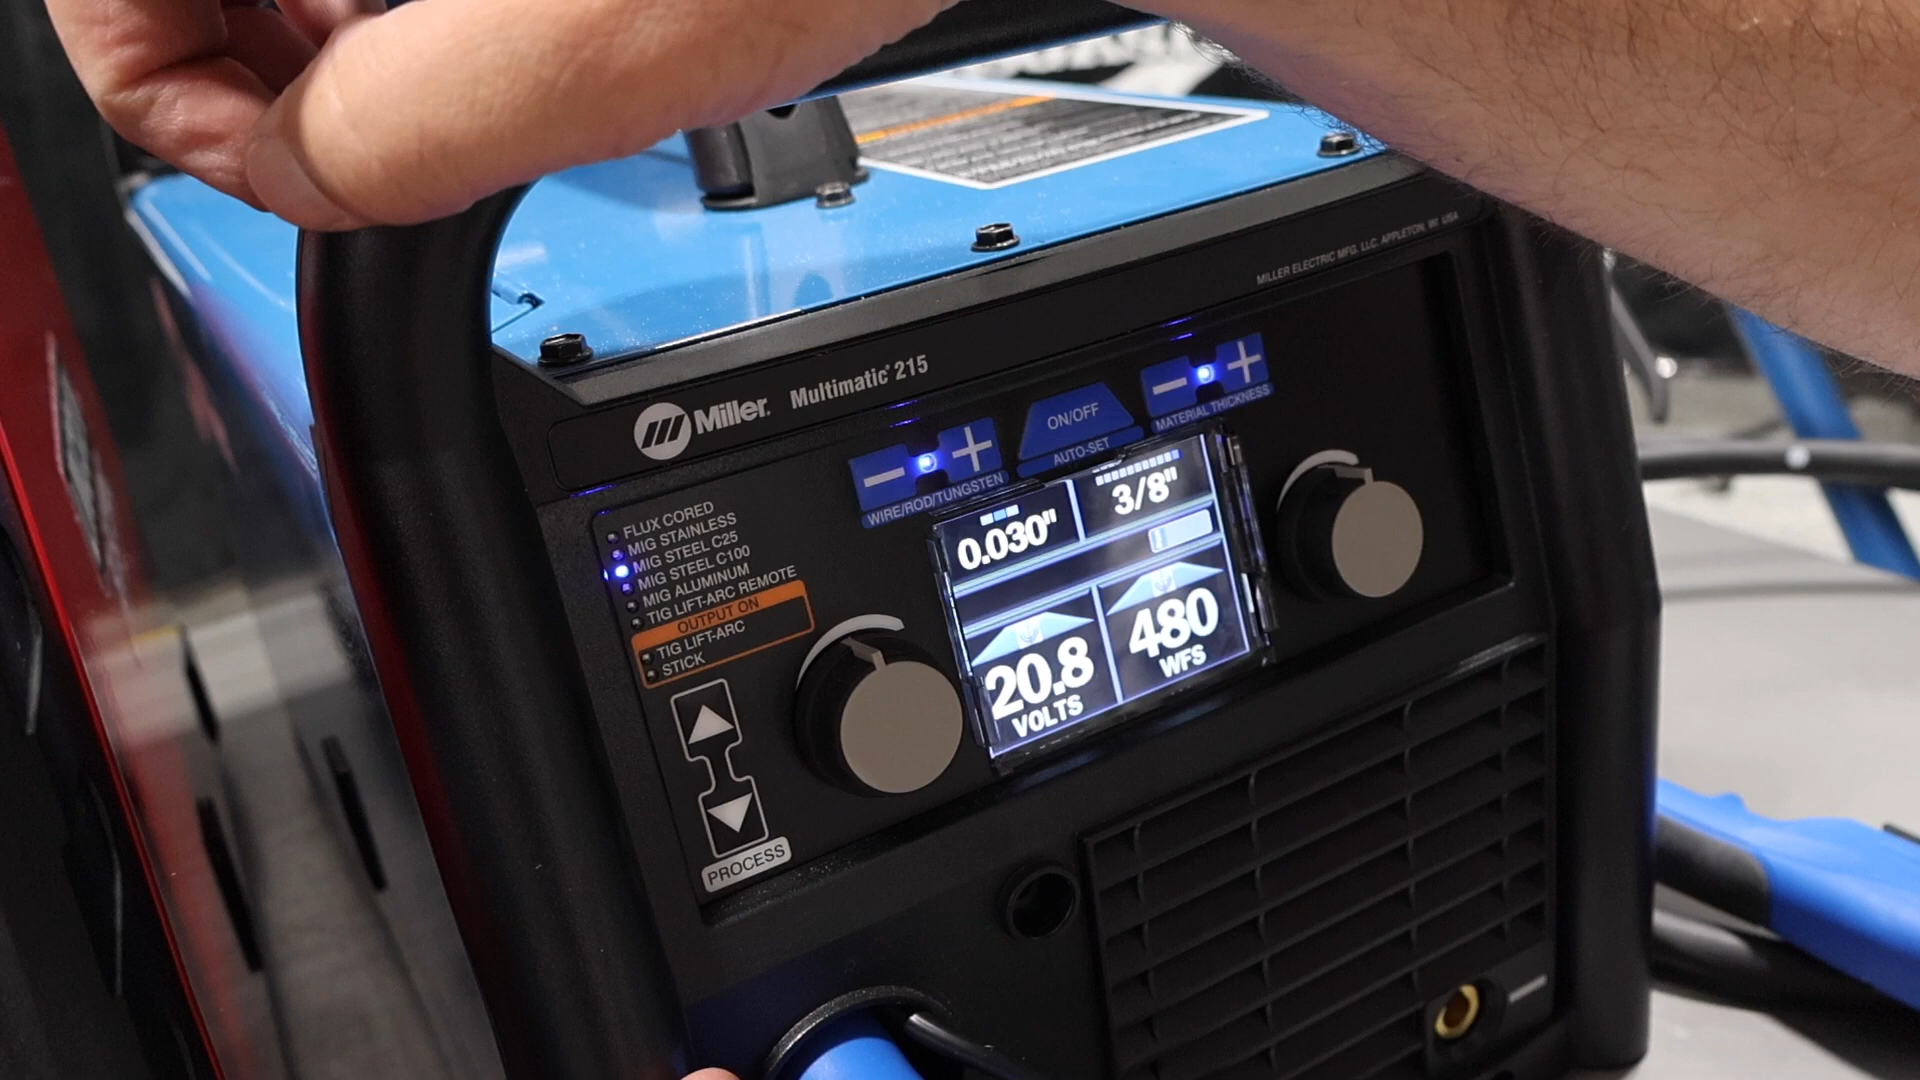 MILLER ELECTRIC MFG. LLC. APPLETON, WI USA
Miller® Multimatic® 215
− +
WIRE/ROD/TUNGSTEN
ON/OFF
AUTO-SET
− +
MATERIAL THICKNESS
FLUX CORED
MIG STAINLESS
MIG STEEL C25
MIG STEEL C100
MIG ALUMINUM
TIG LIFT-ARC REMOTE
OUTPUT ON
TIG LIFT-ARC
STICK
PROCESS
0.030"
3/8"
20.8
VOLTS
480
WFS